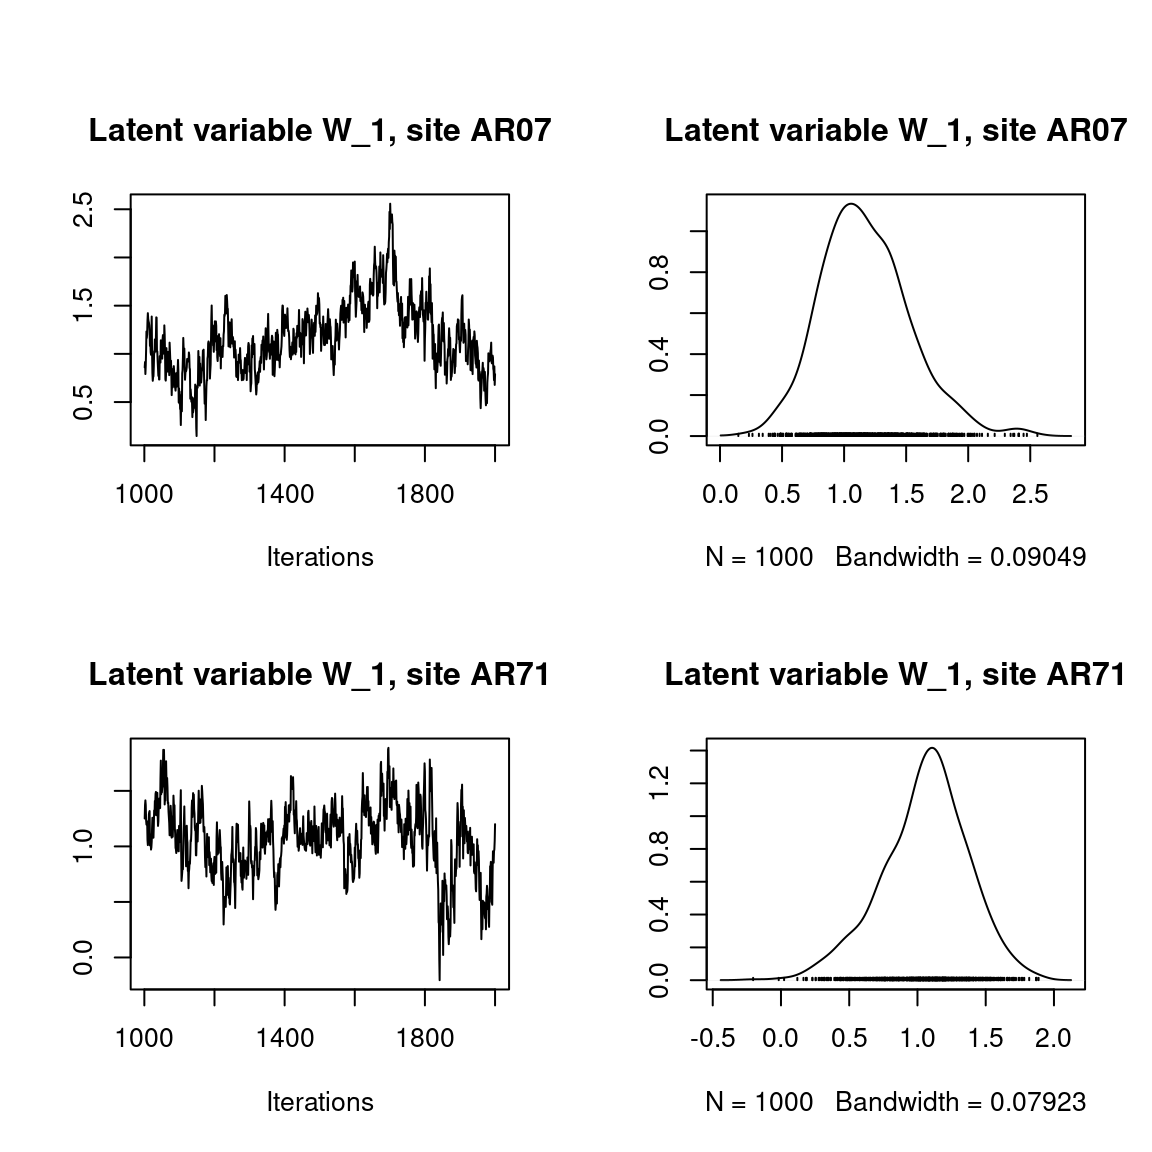 Latent variable W_1, site AR07
2.5
1.5
0.5
1000 1400 1800
Iterations
Latent variable W_1, site AR07
0.8
0.4
0.0
0.0 0.5 1.0 1.5 2.0 2.5
N = 1000 Bandwidth = 0.09049
Latent variable W_1, site AR71
1.0
0.0
1000 1400 1800
Iterations
Latent variable W_1, site AR71
1.2
0.8
0.4
0.0
-0.5 0.0 0.5 1.0 1.5 2.0
N = 1000 Bandwidth = 0.07923